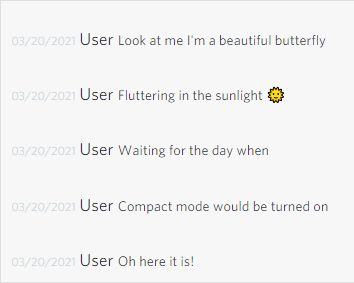 03/20/2021 User Look at me I'm a beautiful butterfly
03/20/2021 User Fluttering in the sunlight 🌞
03/20/2021 User Waiting for the day when
03/20/2021 User Compact mode would be turned on
03/20/2021 User Oh here it is!